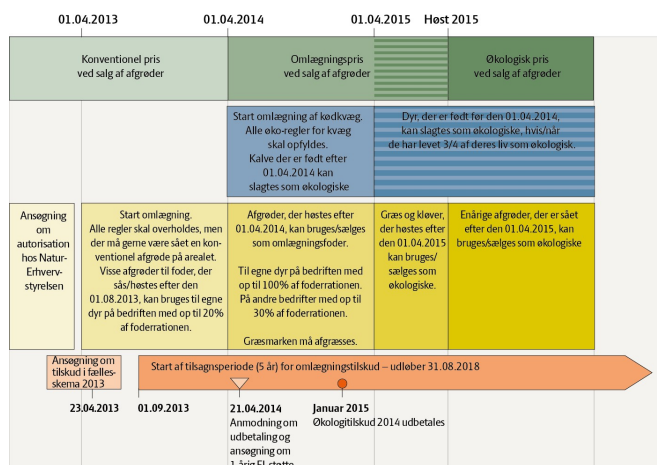 01.04.2013
01.04.2014
01.04.2015
Høst 2015
Konventionel pris
ved salg af afgrøder
Omlægningspris
ved salg af afgrøder
Økologisk pris
ved salg af afgrøder
Start omlægning af kødkvæg.
Alle øko-regler for kvæg
skal opfyldes.
Kalve der er født efter
01.04.2014 kan
slagtes som økologiske
Dyr, der er født før den 01.04.2014,
kan slagtes som økologiske, hvis/når
de har levet 3/4 af deres liv som økologisk.
Ansøgning
om
autorisation
hos Natur-
Erhverv-
styrelsen
Start omlægning.
Alle regler skal overholdes, men
der må gerne være sået en kon-
ventionel afgrøde på arealet.
Visse afgrøder til foder, der
sås/høstes efter den
01.08.2013, kan bruges til egne
dyr på bedriften med op til 20%
af foderrationen.
Afgrøder, der høstes efter
01.04.2014, kan bruges/sælges
som omlægningsfoder.
Til egne dyr på bedriften med
op til 100% af foderrationen.
På andre bedrifter med op til
30% af foderrationen.
Græsmarken må afgræsses.
Græs og kløver,
der høstes efter
den 01.04.2015
kan bruges/
sælges som
økologiske.
Enårige afgrøder, der er sået
efter den 01.04.2015, kan
bruges/sælges som økologiske
Ansøgning om
tilskud i fælles-
skema 2013
Start af tilsagnsperiode (5 år) for omlægningstilskud – udløber 31.08.2018
23.04.2013
01.09.2013
21.04.2014
Anmodning om
udbetaling og
ansøgning om
1-årig EL-støtte
Januar 2015
Økologitilskud 2014 udbetales